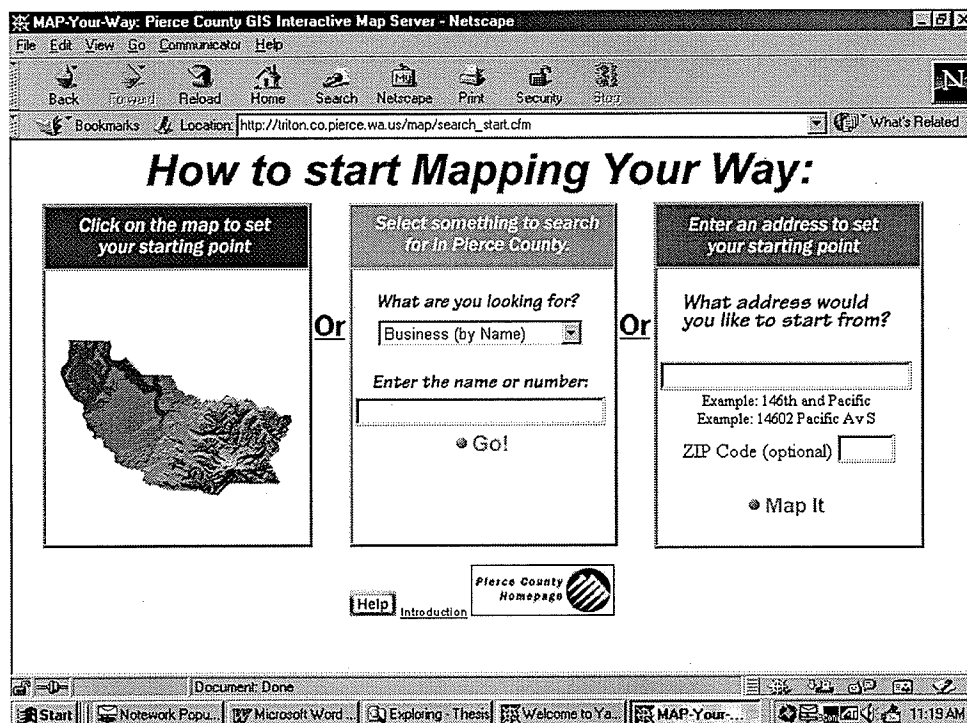 MAP-Your-Way: Pierce County GIS Interactive Map Server - Netscape
File Edit View Go Communicator Help
Back Forward Reload Home Search Netscape Print Security Stop
My
N
Bookmarks Location: http://triton.co.pierce.wa.us/map/search_start.cfm What's Related
How to start Mapping Your Way:
Click on the map to set
your starting point
Or
Select something to search
for in Pierce County.
What are you looking for?
Business (by Name)
Enter the name or number:
Go!
Or
Enter an address to set
your starting point
What address would
you like to start from?
Example: 146th and Pacific
Example: 14602 Pacific Av S
ZIP Code (optional)
Map It
Help Introduction
Pierce County
Homepage
Document: Done
Start Notework Popu... Microsoft Word... Exploring - Thesis Welcome to Ya... MAP-Your-... 11:19 AM